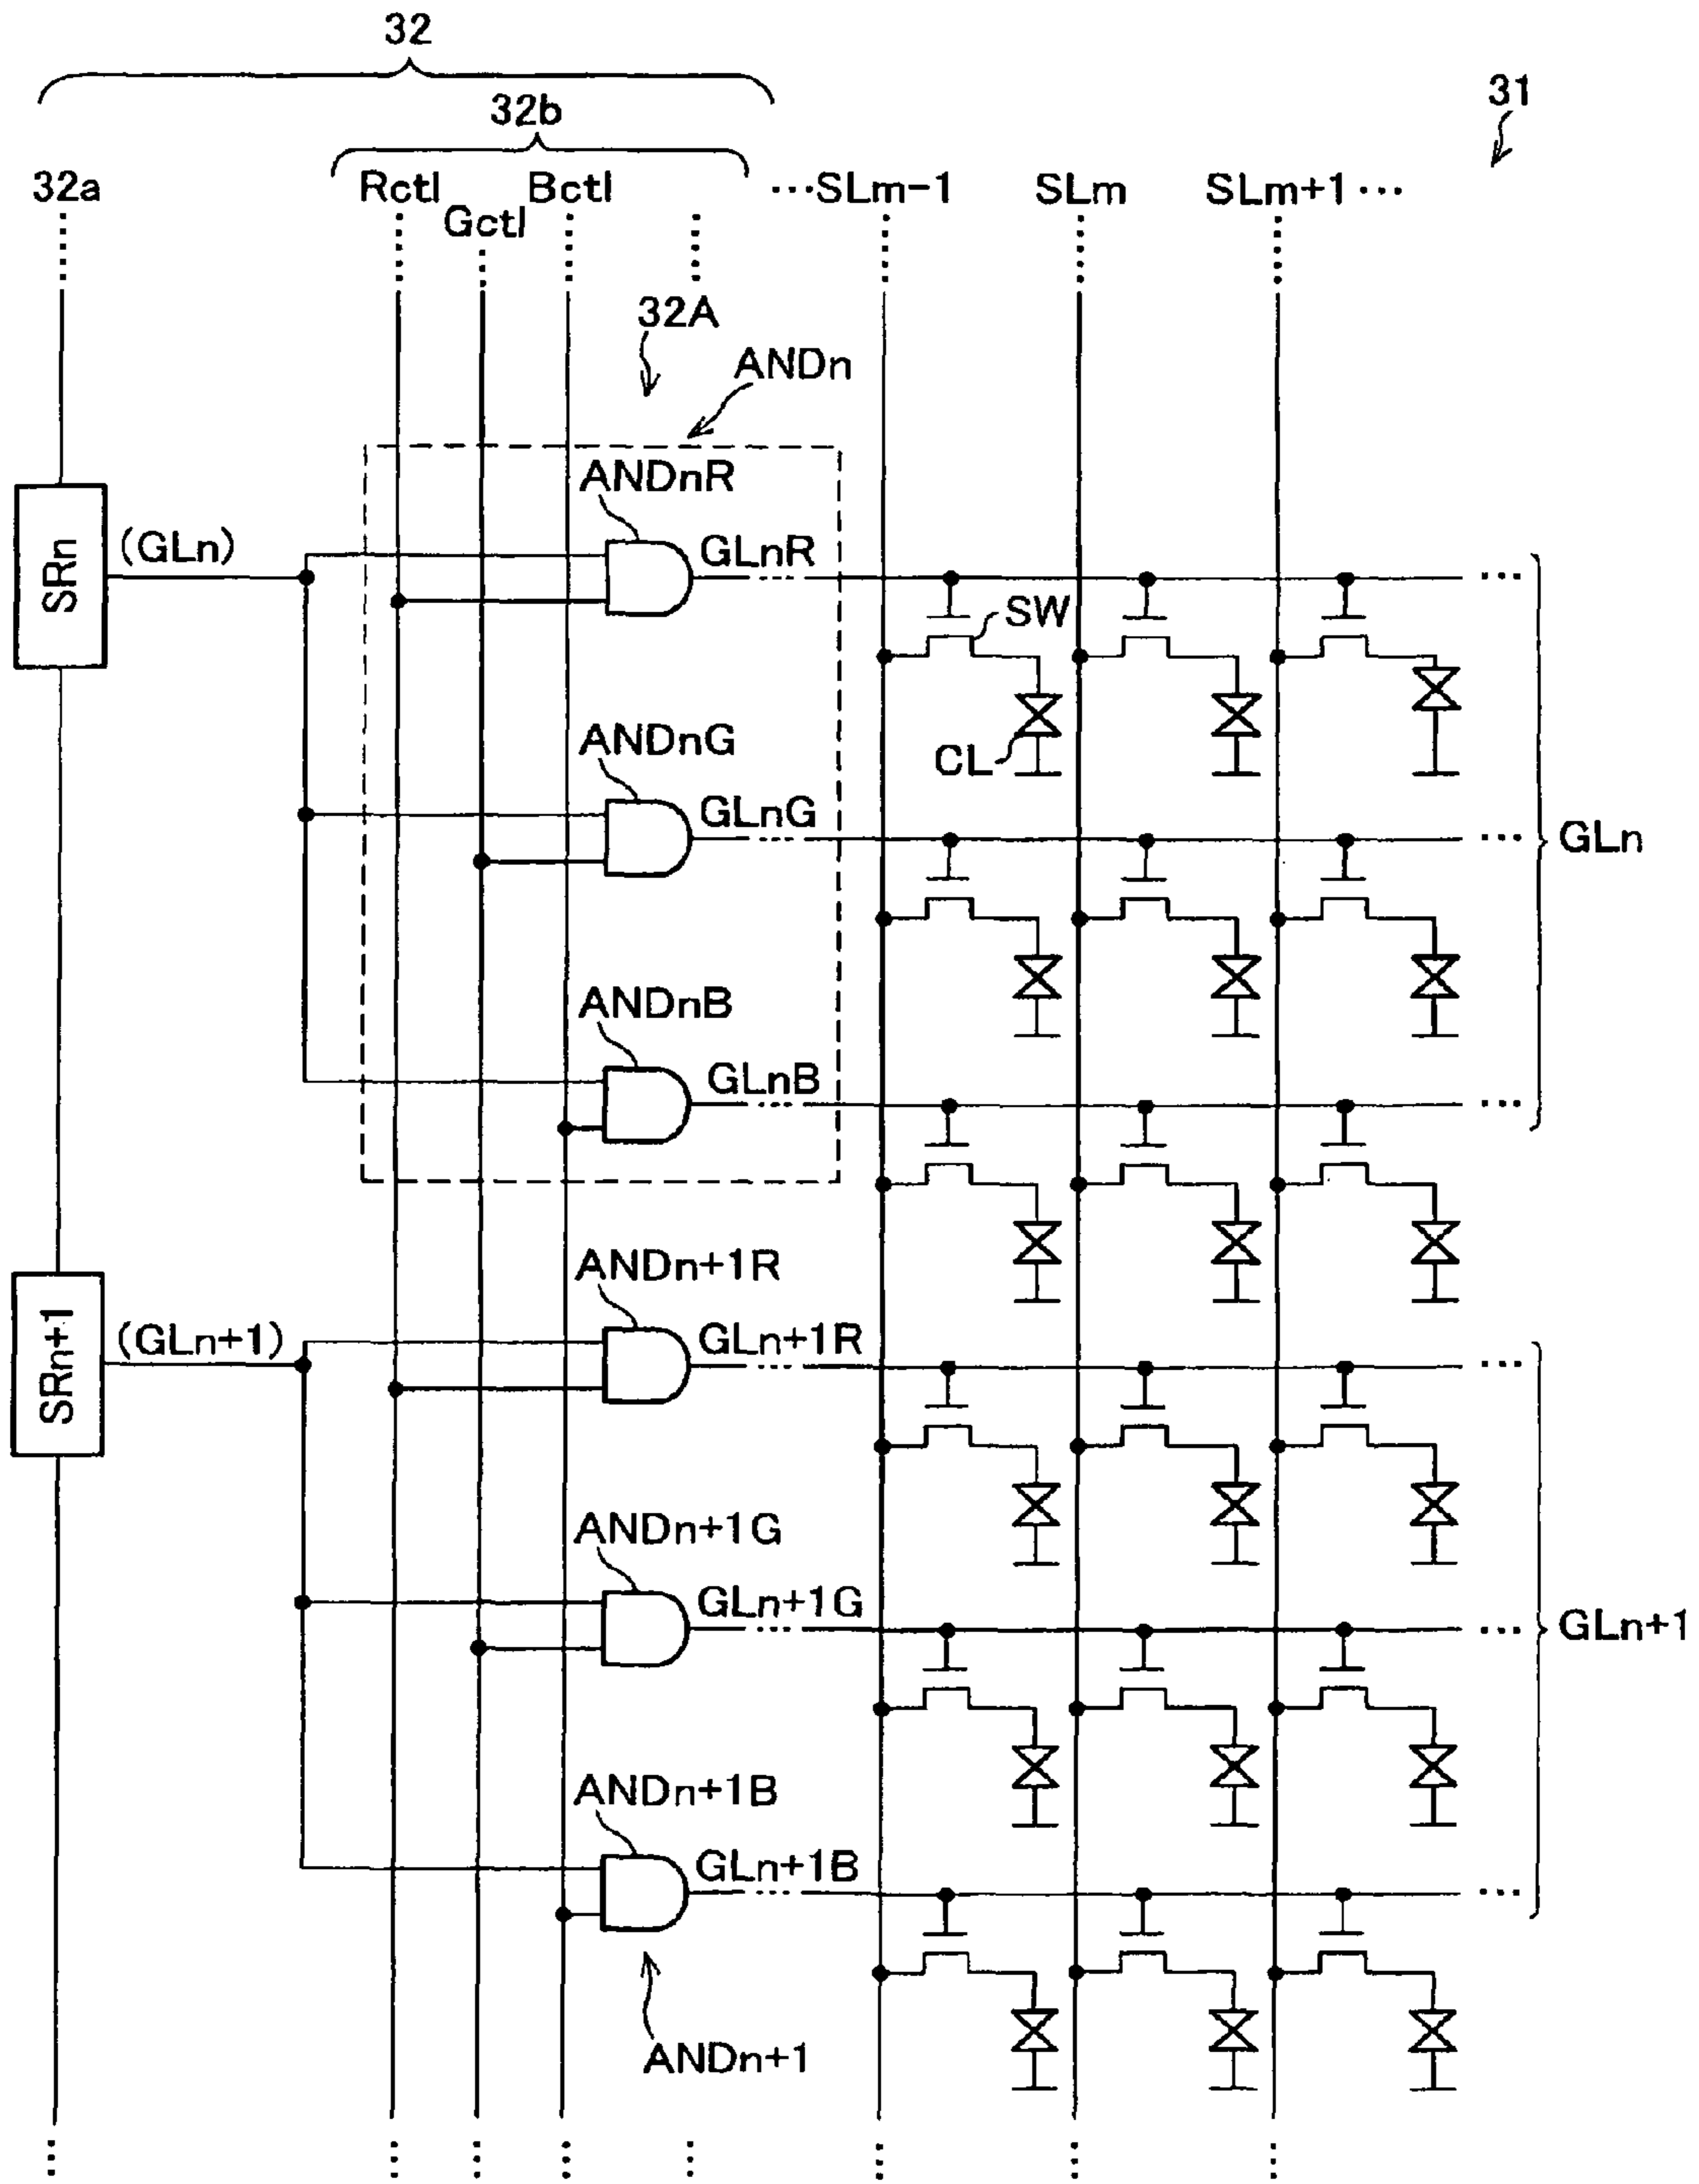 32
31
32b
32a
Rctl
Bctl
...SLm-1
SLm
SLm+1...
Gctl
32A
ANDn
ANDnR
SRn
(GLn)
GLnR
...
SW
CL
ANDnG
GLnG
...
GLn
ANDnB
GLnB
...
ANDn+1R
SRn+1
(GLn+1)
GLn+1R
...
ANDn+1G
GLn+1G
...
GLn+1
ANDn+1B
GLn+1B
...
ANDn+1